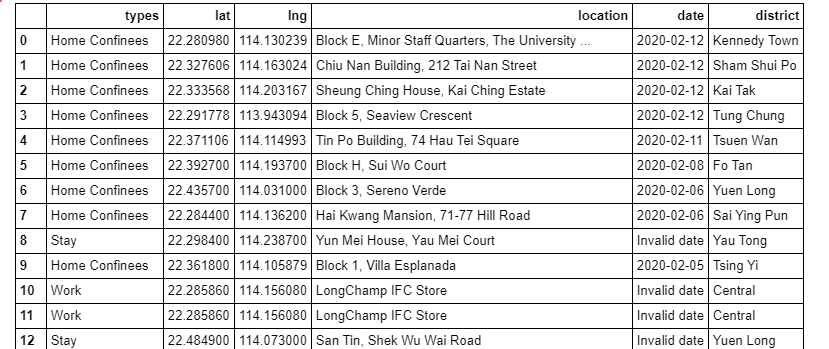 types lat lng location date district
0 Home Confinees 22.280980 114.130239 Block E, Minor Staff Quarters, The University ... 2020-02-12 Kennedy Town
1 Home Confinees 22.327606 114.163024 Chiu Nan Building, 212 Tai Nan Street 2020-02-12 Sham Shui Po
2 Home Confinees 22.333568 114.203167 Sheung Ching House, Kai Ching Estate 2020-02-12 Kai Tak
3 Home Confinees 22.291778 113.943094 Block 5, Seaview Crescent 2020-02-12 Tung Chung
4 Home Confinees 22.371106 114.114993 Tin Po Building, 74 Hau Tei Square 2020-02-11 Tsuen Wan
5 Home Confinees 22.392700 114.193700 Block H, Sui Wo Court 2020-02-08 Fo Tan
6 Home Confinees 22.435700 114.031000 Block 3, Sereno Verde 2020-02-06 Yuen Long
7 Home Confinees 22.284400 114.136200 Hai Kwang Mansion, 71-77 Hill Road 2020-02-06 Sai Ying Pun
8 Stay 22.298400 114.238700 Yun Mei House, Yau Mei Court Invalid date Yau Tong
9 Home Confinees 22.361800 114.105879 Block 1, Villa Esplanada 2020-02-05 Tsing Yi
10 Work 22.285860 114.156080 LongChamp IFC Store Invalid date Central
11 Work 22.285860 114.156080 LongChamp IFC Store Invalid date Central
12 Stay 22.484900 114.073000 San Tin, Shek Wu Wai Road Invalid date Yuen Long